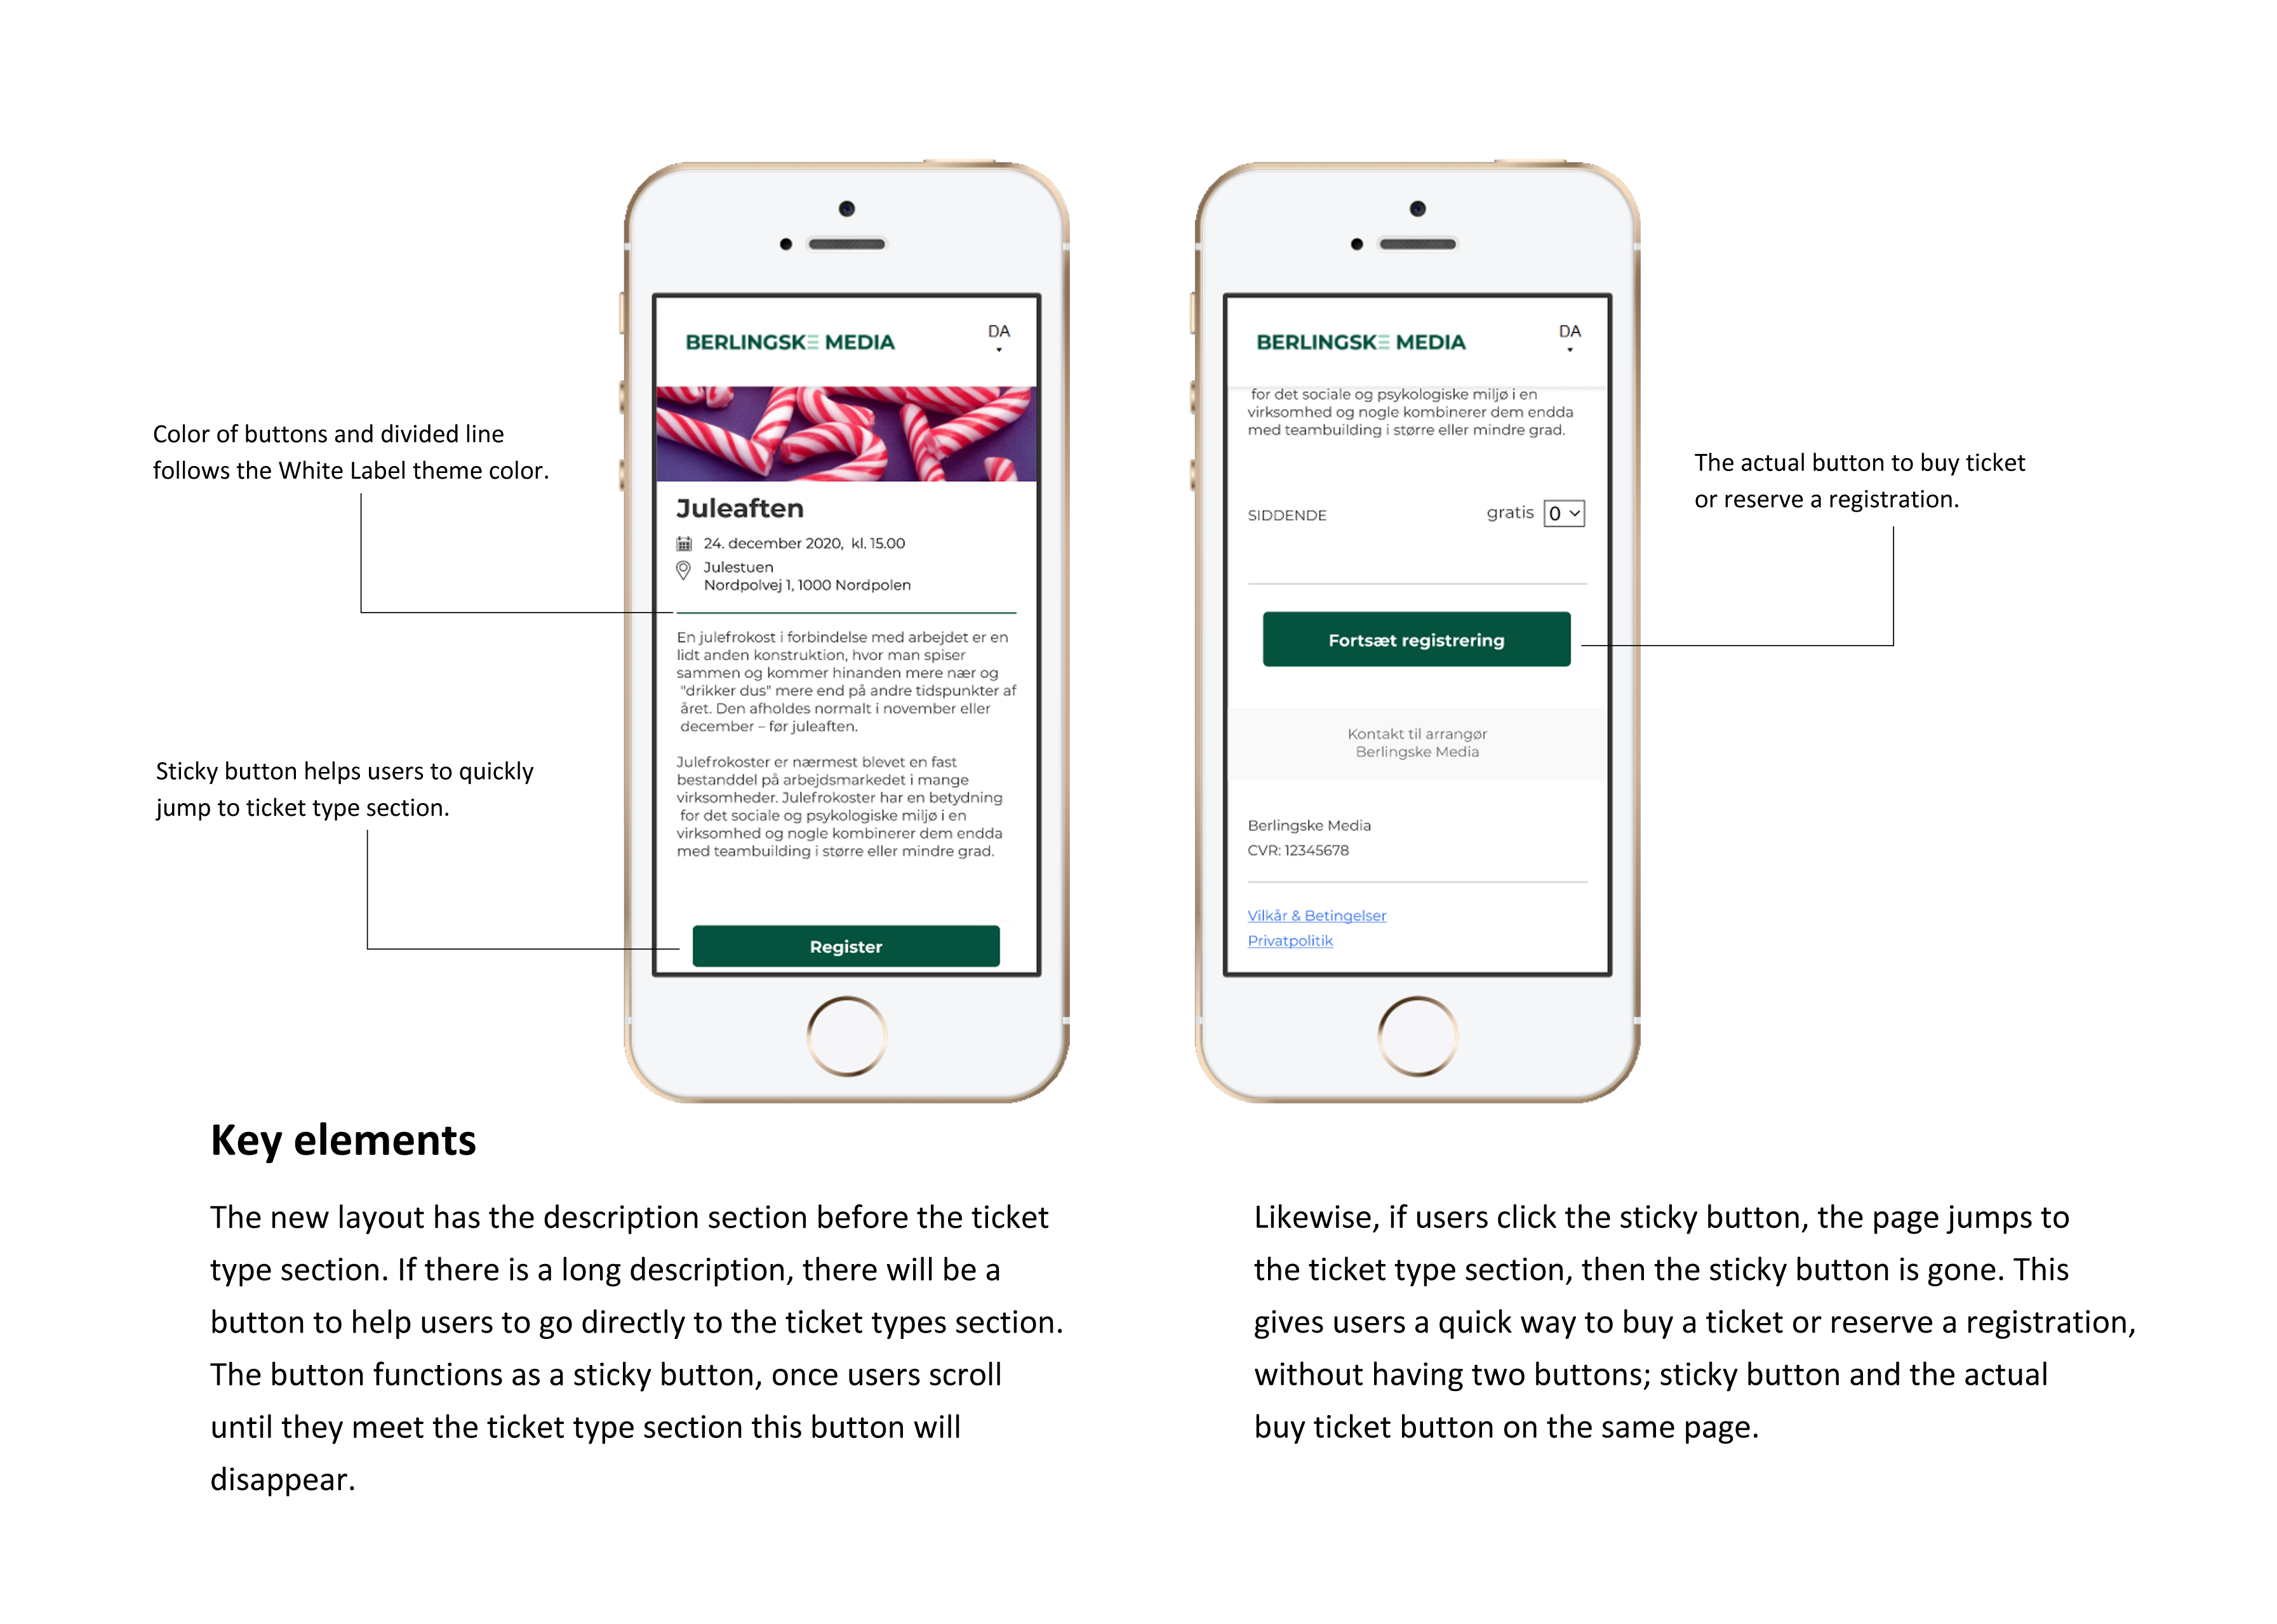 Color of buttons and divided line
follows the White Label theme color.
Sticky button helps users to quickly
jump to ticket type section.
BERLINGSKE MEDIA
DA
Juleaften
24. december 2020, kl. 15.00
Julestuen
Nordpolvej 1, 1000 Nordpolen
En julefrokost i forbindelse med arbejdet er en
lidt anden konstruktion, hvor man spiser
sammen og kommer hinanden mere nær og
"drikker dus" mere end på andre tidspunkter af
året. Den afholdes normalt i november eller
december – før juleaften.
Julefrokoster er nærmest blevet en fast
bestanddel på arbejdsmarkedet i mange
virksomheder. Julefrokoster har en betydning
for det sociale og psykologiske miljø i en
virksomhed og nogle kombinerer dem endda
med teambuilding i større eller mindre grad.
Register
BERLINGSKE MEDIA
DA
for det sociale og psykologiske miljø i en
virksomhed og nogle kombinerer dem endda
med teambuilding i større eller mindre grad.
SIDDENDE gratis 0
Fortsæt registrering
Kontakt til arrangør
Berlingske Media
Berlingske Media
CVR: 12345678
Vilkår & Betingelser
Privatpolitik
The actual button to buy ticket
or reserve a registration.
Key elements
The new layout has the description section before the ticket
type section. If there is a long description, there will be a
button to help users to go directly to the ticket types section.
The button functions as a sticky button, once users scroll
until they meet the ticket type section this button will
disappear.
Likewise, if users click the sticky button, the page jumps to
the ticket type section, then the sticky button is gone. This
gives users a quick way to buy a ticket or reserve a registration,
without having two buttons; sticky button and the actual
buy ticket button on the same page.